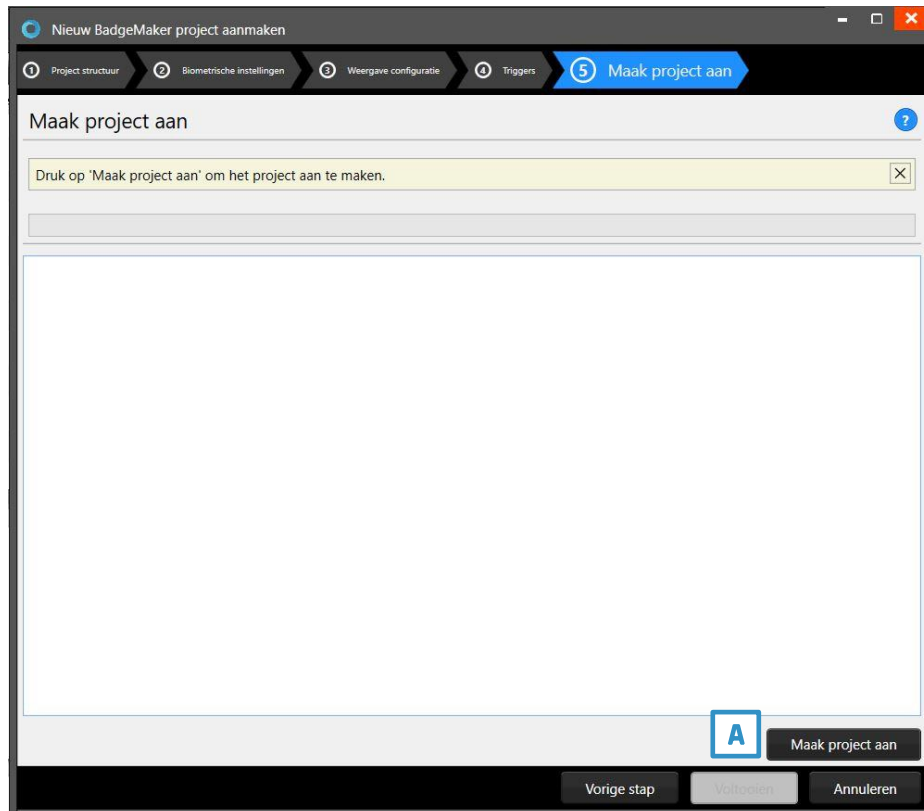 Nieuw BadgeMaker project aanmaken
1 Project structuur 2 Biometrische instellingen 3 Weergave configuratie 4 Triggers 5 Maak project aan
Maak project aan
?
Druk op 'Maak project aan' om het project aan te maken.
A
Maak project aan
Vorige stap Voltooien Annuleren